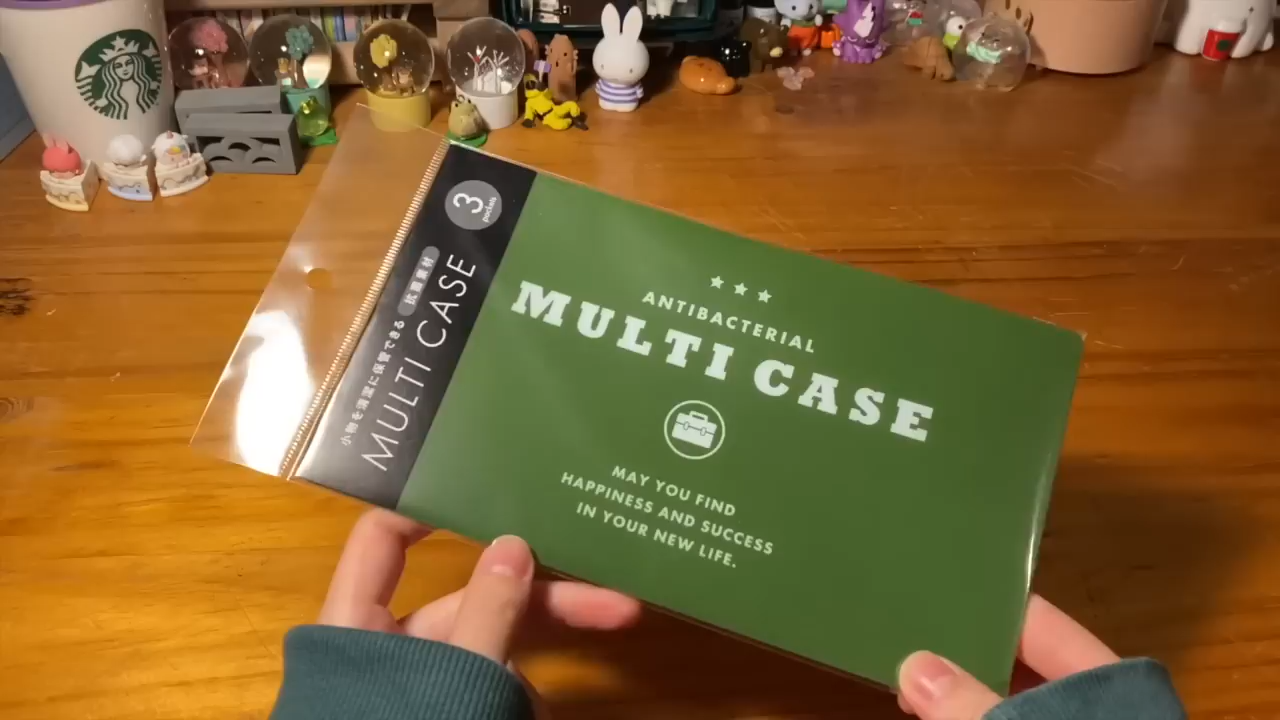 3
pockets
小物を清潔に保管できる 抗菌素材
MULTI CASE
ANTIBACTERIAL
MULTI CASE
MAY YOU FIND
HAPPINESS AND SUCCESS
IN YOUR NEW LIFE.